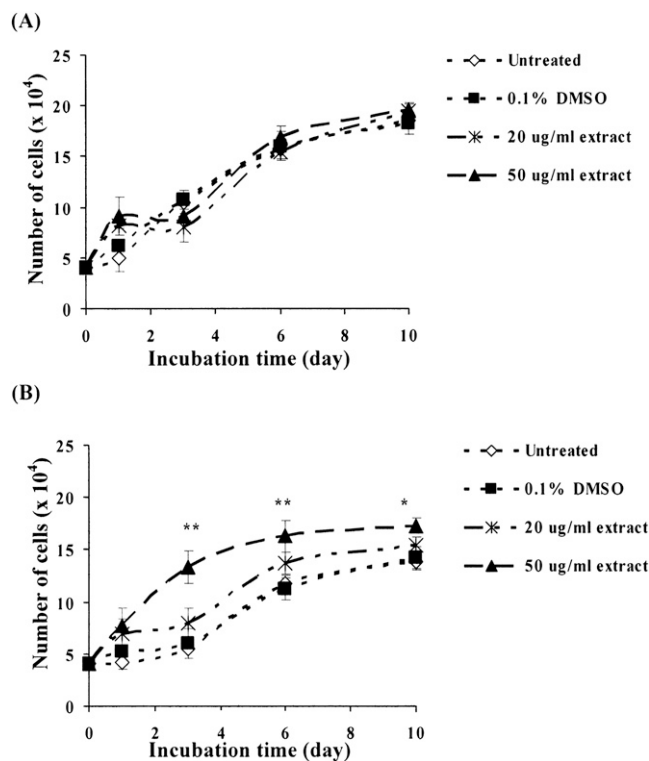 (A)
25
20
15
10
5
0
Number of cells (x 10⁴)
0 2 4 6 8 10
Incubation time (day)
Untreated
0.1% DMSO
20 ug/ml extract
50 ug/ml extract
(B)
25
20
15
10
5
0
Number of cells (x 10⁴)
** ** *
0 2 4 6 8 10
Incubation time (day)
Untreated
0.1% DMSO
20 ug/ml extract
50 ug/ml extract